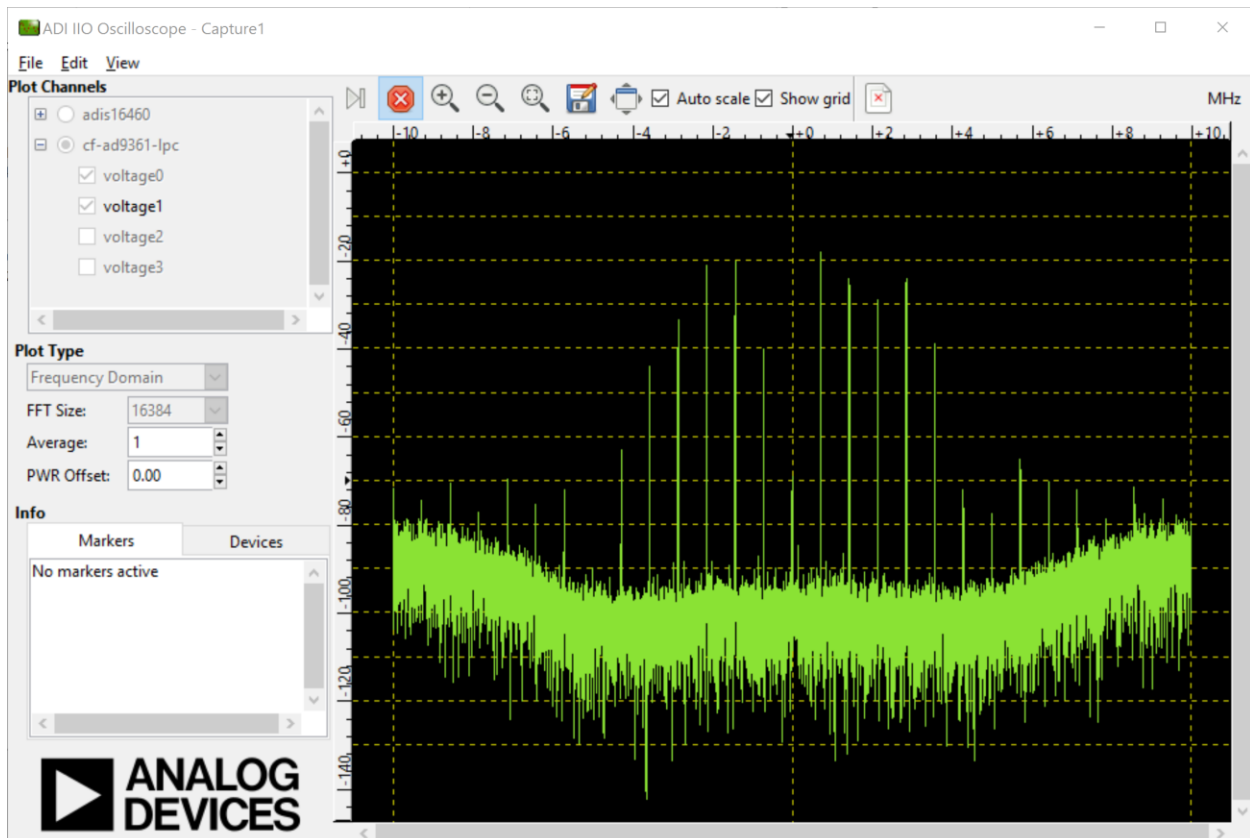 ADI IIO Oscilloscope - Capture1
File Edit View
Plot Channels
adis16460
cf-ad9361-lpc
voltage0
voltage1
voltage2
voltage3
Auto scale Show grid
MHz
-10 -8 -6 -4 -2 +0 +2 +4 +6 +8 +10
+0
-20
-40
-60
-80
-100
-120
-140
Plot Type
Frequency Domain
FFT Size: 16384
Average: 1
PWR Offset: 0.00
Info
Markers Devices
No markers active
ANALOG
DEVICES